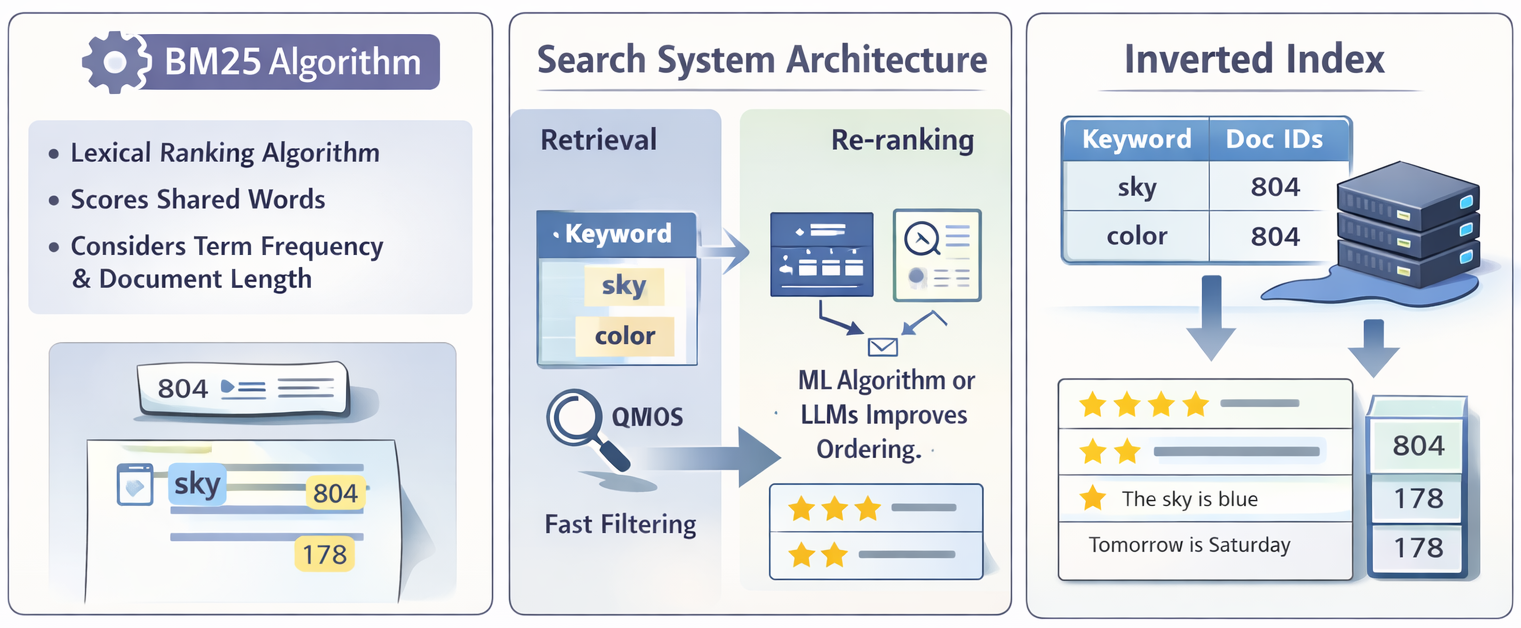 BM25 Algorithm
• Lexical Ranking Algorithm
• Scores Shared Words
• Considers Term Frequency
& Document Length
804
sky
804
178
Search System Architecture
Retrieval
· Keyword
sky
color
QMOS
Fast Filtering
Re-ranking
ML Algorithm or
LLMs Improves
Ordering.
Inverted Index
Keyword Doc IDs
sky 804
color 804
The sky is blue
Tomorrow is Saturday
804
178
178